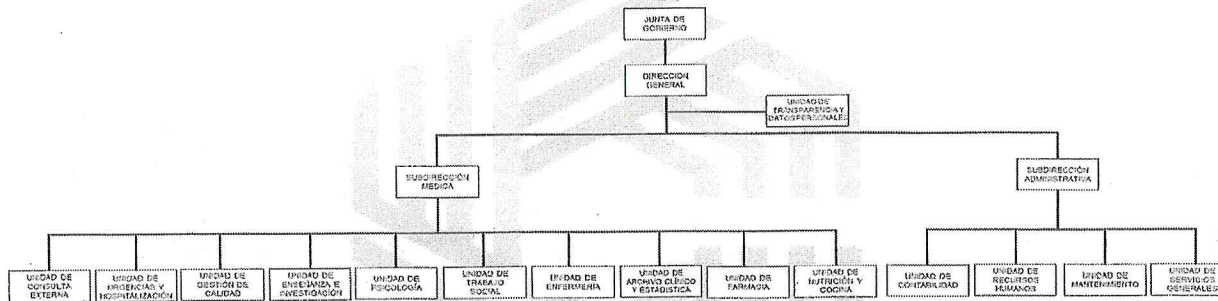 JUNTA DE
GOBIERNO
DIRECCIÓN
GENERAL
UNIDAD DE
TRANSPARENCIA Y
DATOS PERSONALES
SUBDIRECCIÓN
MEDICA
SUBDIRECCIÓN
ADMINISTRATIVA
UNIDAD DE
CONSULTA
EXTERNA
UNIDAD DE
URGENCIAS Y
HOSPITALIZACIÓN
UNIDAD DE
GESTIÓN DE
CALIDAD
UNIDAD DE
ENSEÑANZA E
INVESTIGACIÓN
UNIDAD DE
PSICOLOGÍA
UNIDAD DE
TRABAJO
SOCIAL
UNIDAD DE
ENFERMERÍA
UNIDAD DE
ARCHIVO CLÍNICO
Y ESTADÍSTICA
UNIDAD DE
FARMACIA
UNIDAD DE
NUTRICIÓN Y
COCINA
UNIDAD DE
CONTABILIDAD
UNIDAD DE
RECURSOS
HUMANOS
UNIDAD DE
MANTENIMIENTO
UNIDAD DE
SERVICIOS
GENERALES